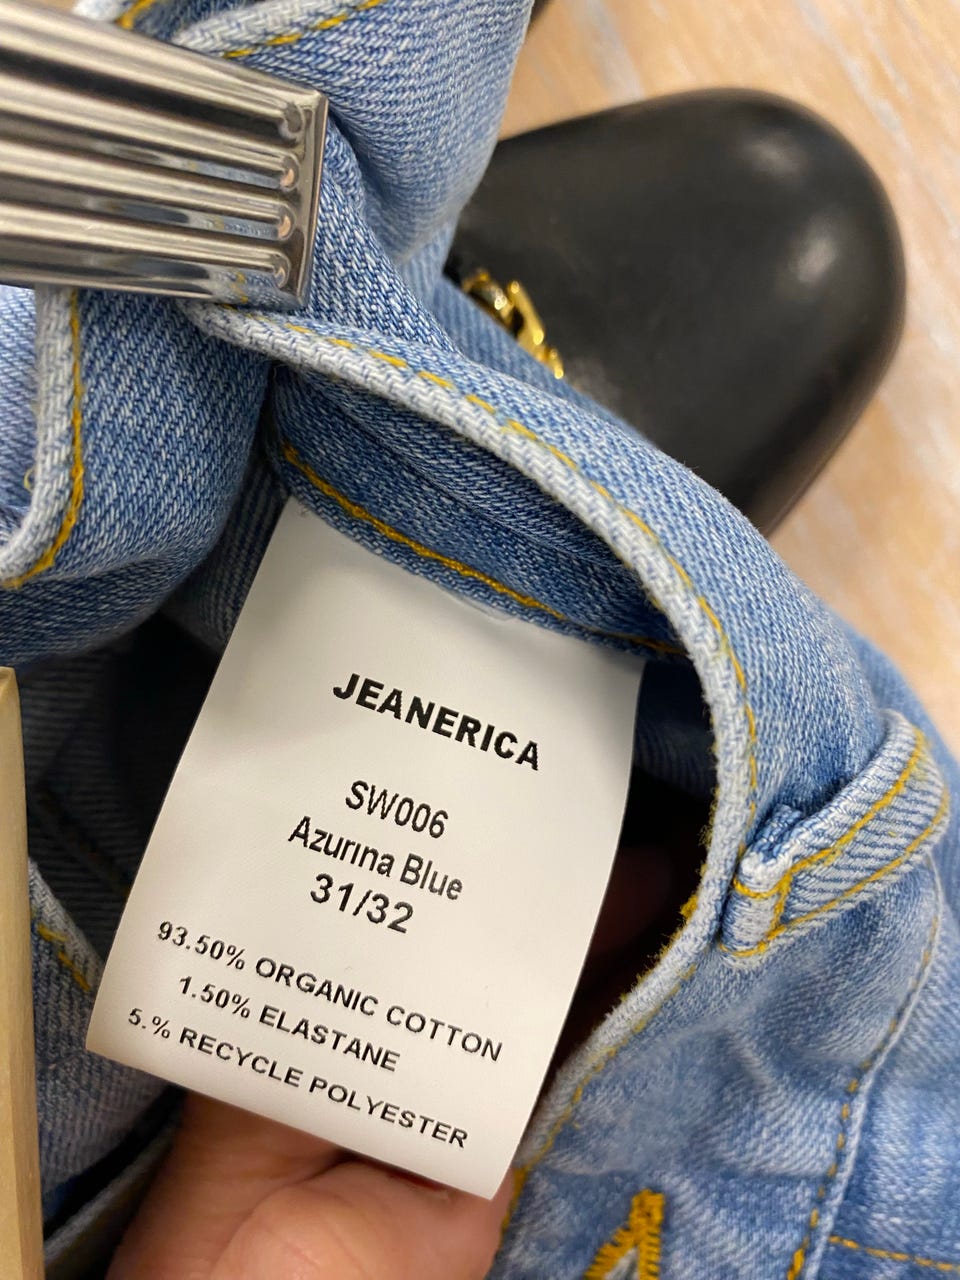 JEANERICA
SW006
Azurina Blue
31/32
93.50% ORGANIC COTTON
1.50% ELASTANE
5.% RECYCLE POLYESTER